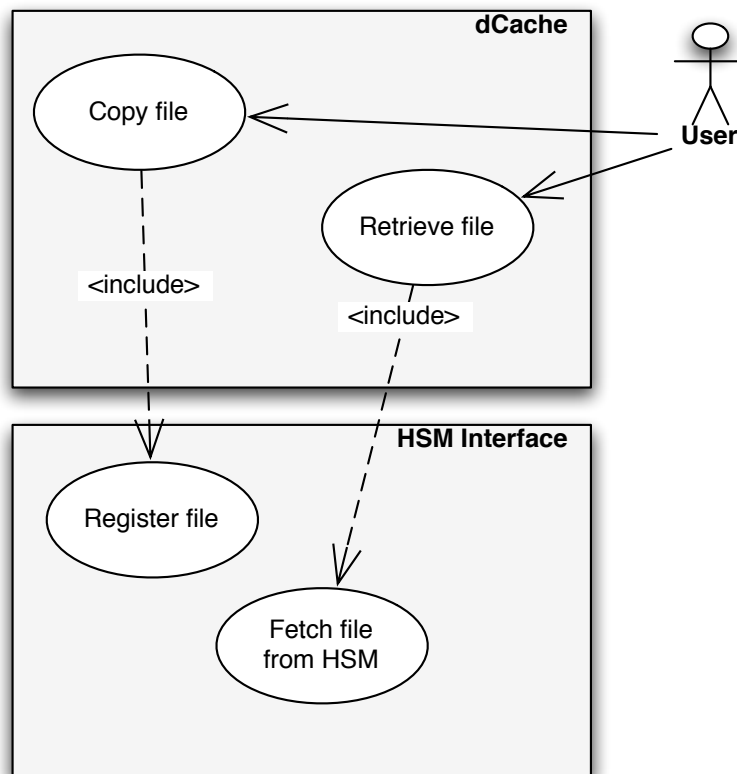 dCache
Copy file
User
Retrieve file
<include>
<include>
HSM Interface
Register file
Fetch file
from HSM